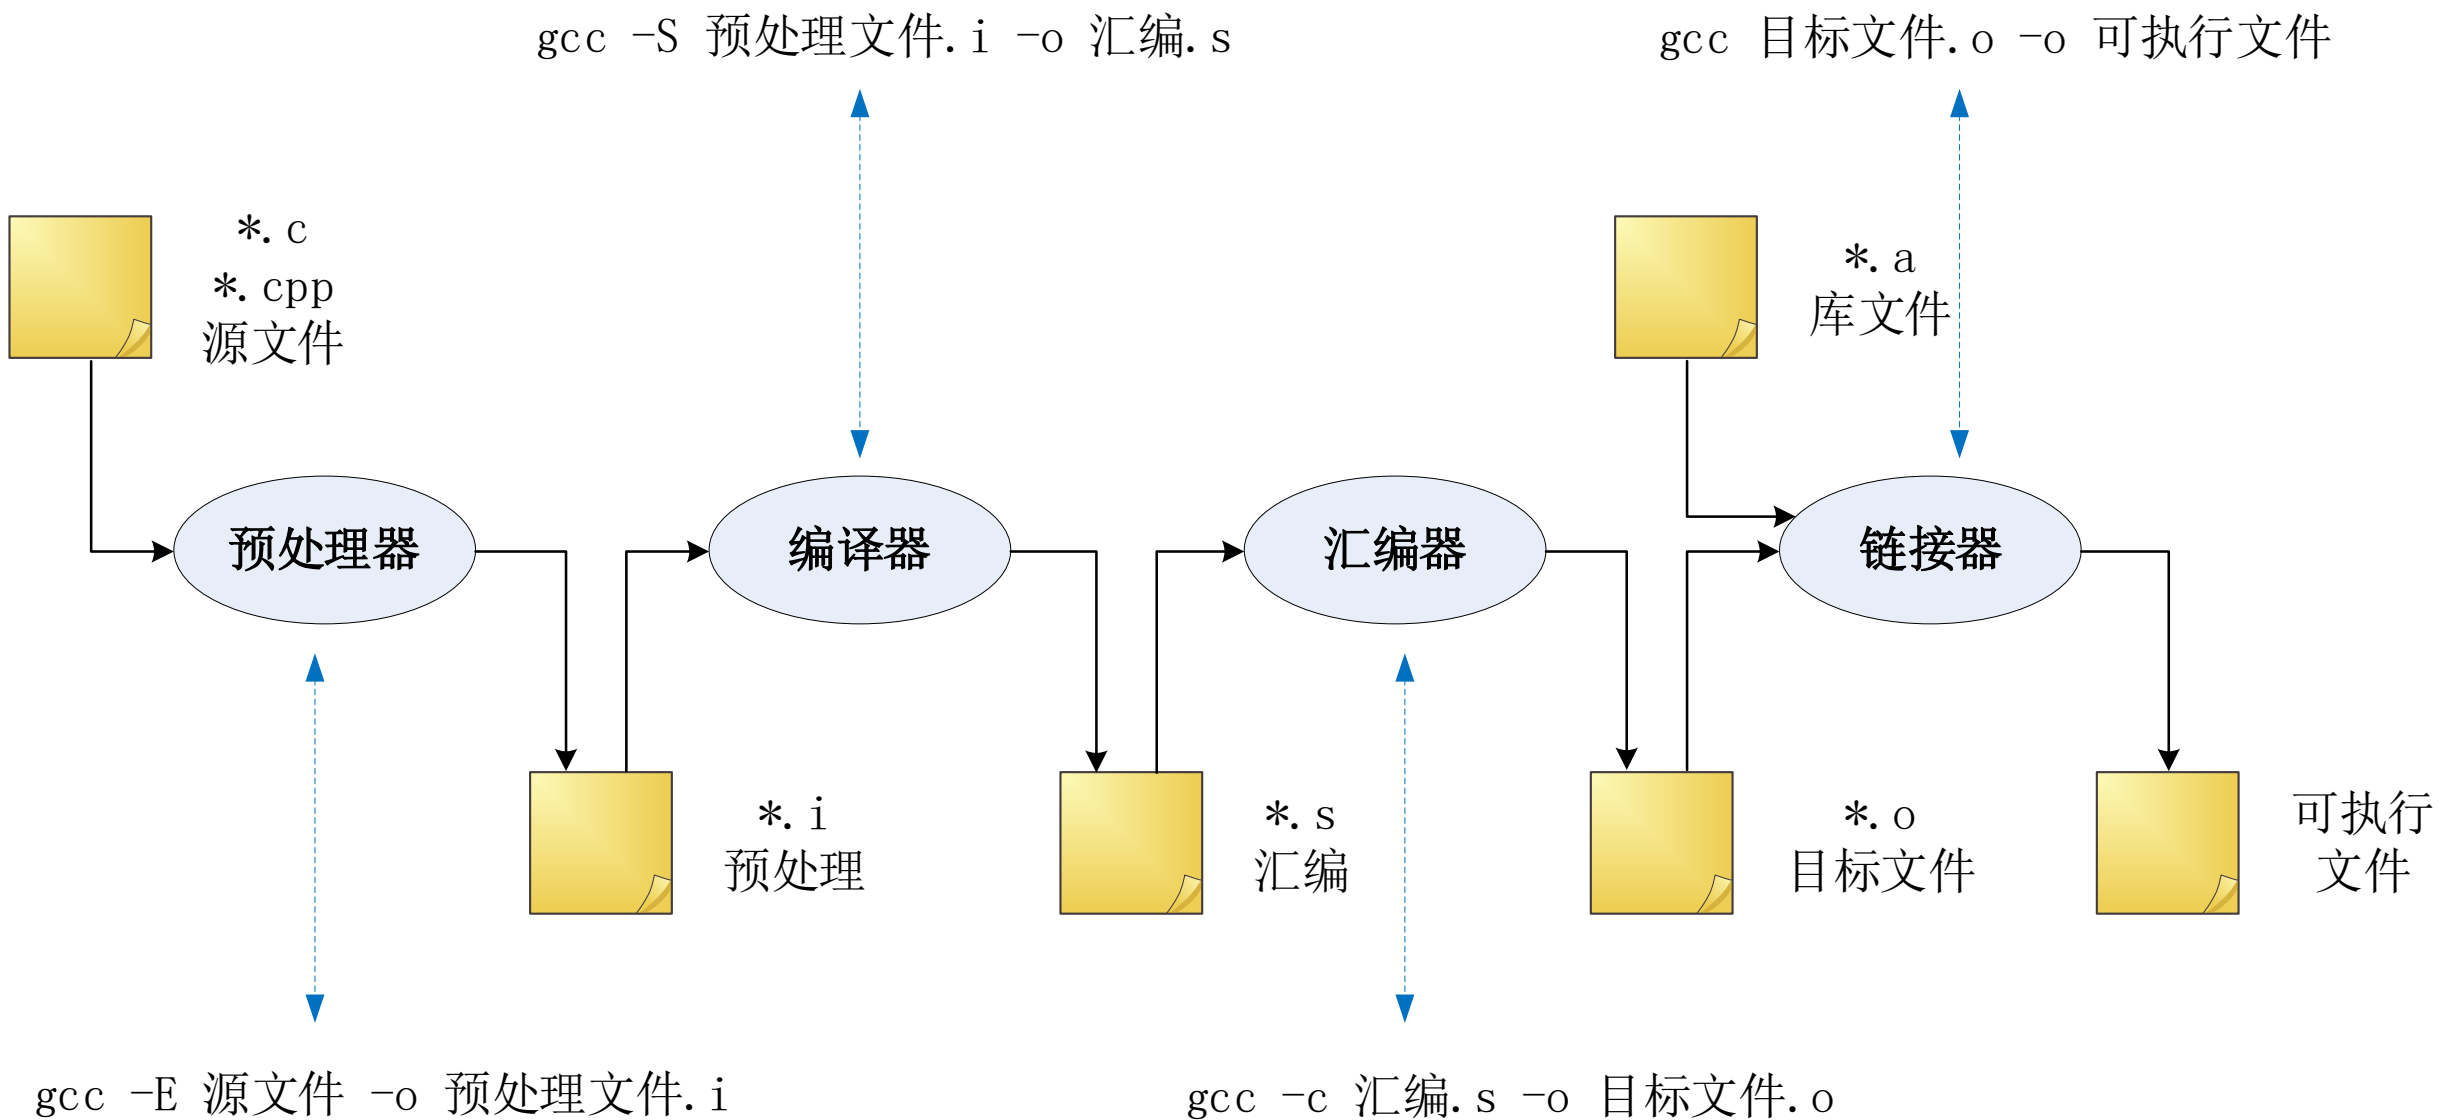 gcc -S 预处理文件.i -o 汇编.s
gcc 目标文件.o -o 可执行文件
*.c
*.cpp
源文件
*.a
库文件
预处理器
编译器
汇编器
链接器
*.i
预处理
*.s
汇编
*.o
目标文件
可执行
文件
gcc -E 源文件 -o 预处理文件.i
gcc -c 汇编.s -o 目标文件.o